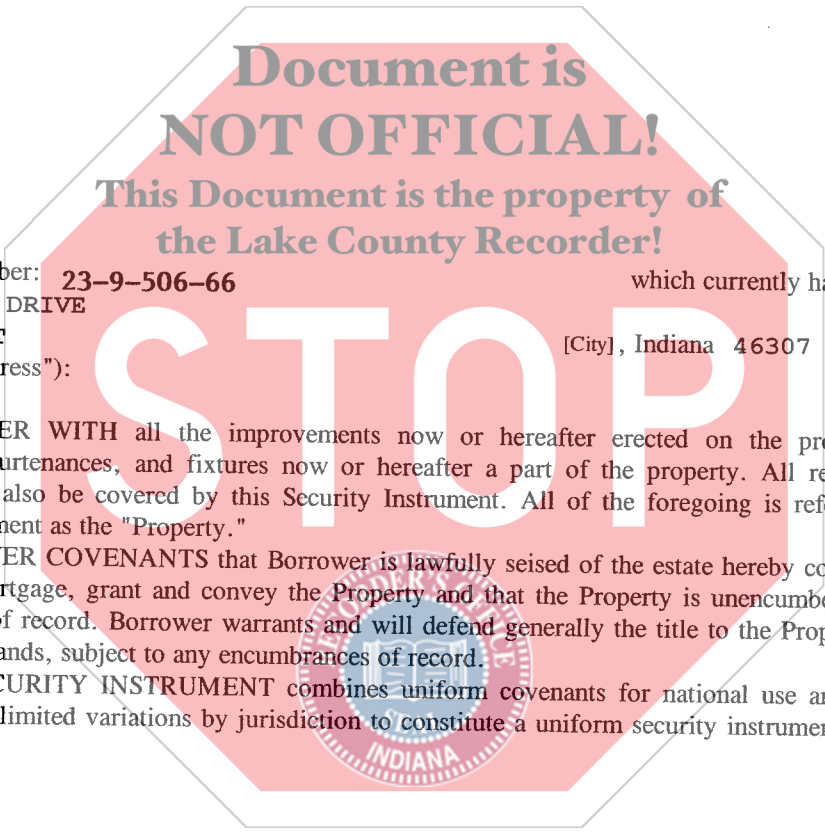 Document is
NOT OFFICIAL!
This Document is the property of
the Lake County Recorder!
ber: 23-9-506-66 which currently ha
DRIVE
[City], Indiana 46307
ress"):
STOP
ER WITH all the improvements now or hereafter erected on the pro
urtenances, and fixtures now or hereafter a part of the property. All re
also be covered by this Security Instrument. All of the foregoing is refe
ment as the "Property."
ER COVENANTS that Borrower is lawfully seised of the estate hereby co
rtgage, grant and convey the Property and that the Property is unencumbe
of record. Borrower warrants and will defend generally the title to the Prop
ands, subject to any encumbrances of record.
CURITY INSTRUMENT combines uniform covenants for national use an
limited variations by jurisdiction to constitute a uniform security instrumen
RECORDER'S OFFICE
SEAL
INDIANA